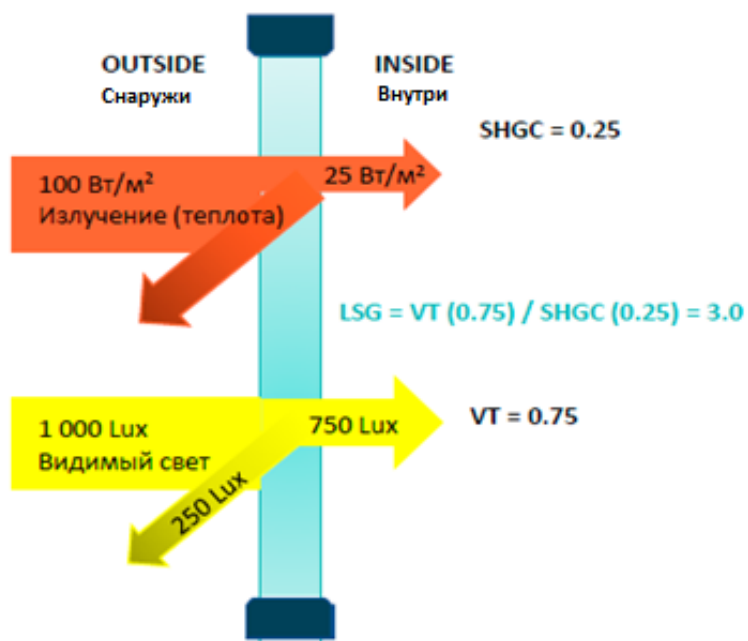 OUTSIDE
Снаружи
INSIDE
Внутри
SHGC = 0.25
100 Вт/м²
Излучение (теплота)
25 Вт/м²
LSG = VT (0.75) / SHGC (0.25) = 3.0
1 000 Lux
Видимый свет
750 Lux
VT = 0.75
250 Lux